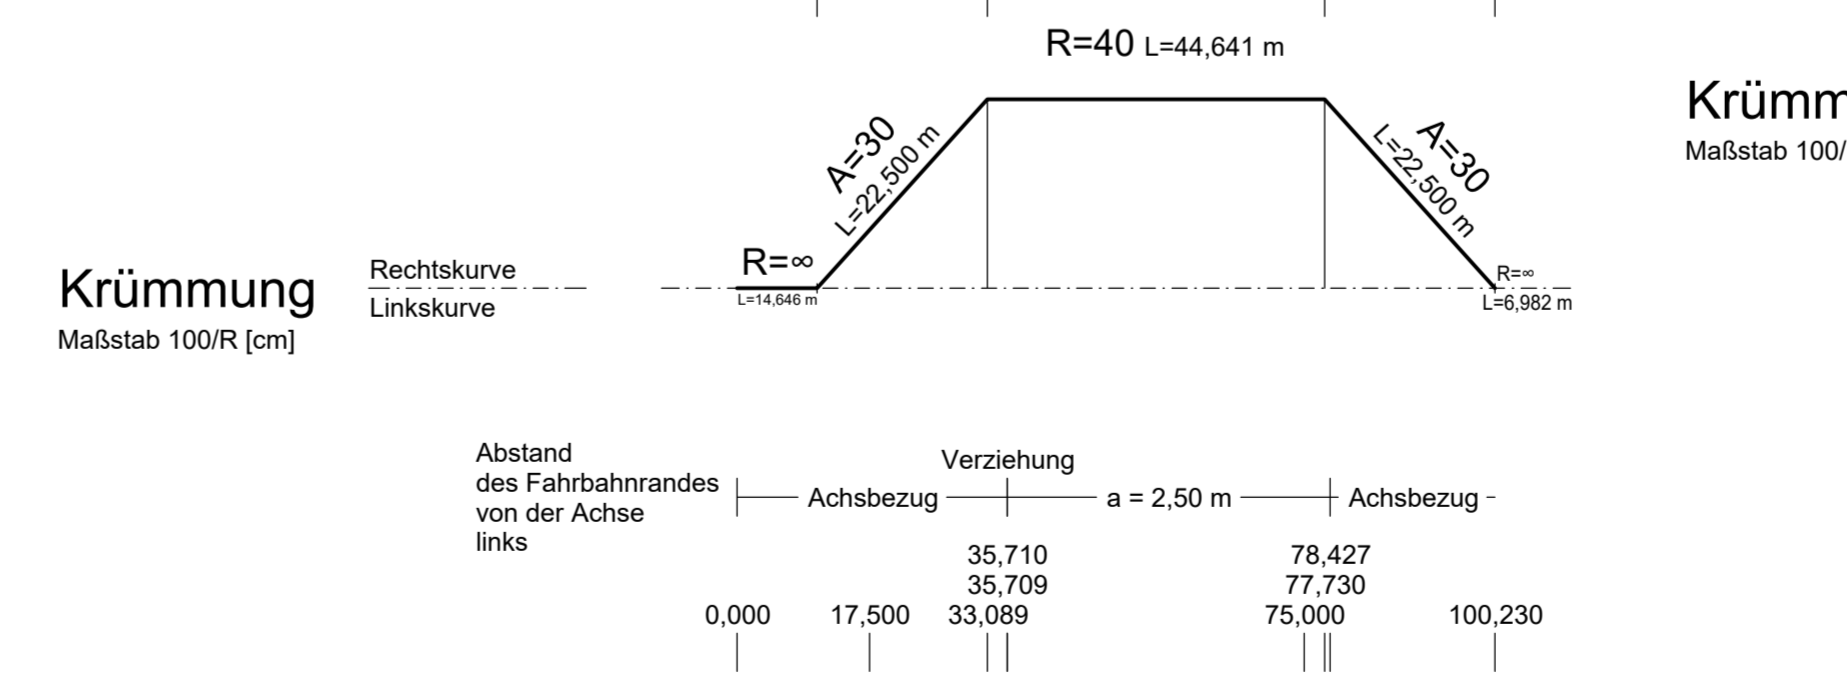 R=40 L=44,641 m
A=30
L=22,500 m
A=30
L=22,500 m
Krümm
Maßstab 100/
R=∞
L=14,646 m
R=∞
L=6,982 m
Krümmung
Maßstab 100/R [cm]
Rechtskurve
Linkskurve
Abstand
des Fahrbahnrandes
von der Achse
links
Verziehung
Achsbezug
a = 2,50 m
Achsbezug
35,710 78,427
35,709 77,730
0,000 17,500 33,089 75,000 100,230